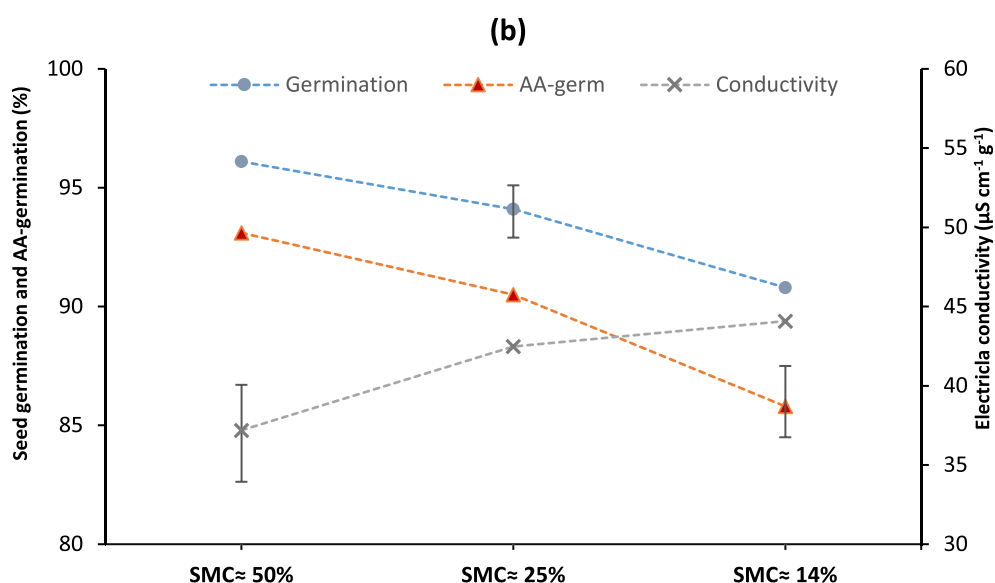 (b)
Germination
AA-germ
Conductivity
Seed germination and AA-germination (%)
100
95
90
85
80
60
55
50
45
40
35
30
Electricla conductivity (µS cm⁻¹ g⁻¹)
SMC≈ 50%
SMC≈ 25%
SMC≈ 14%